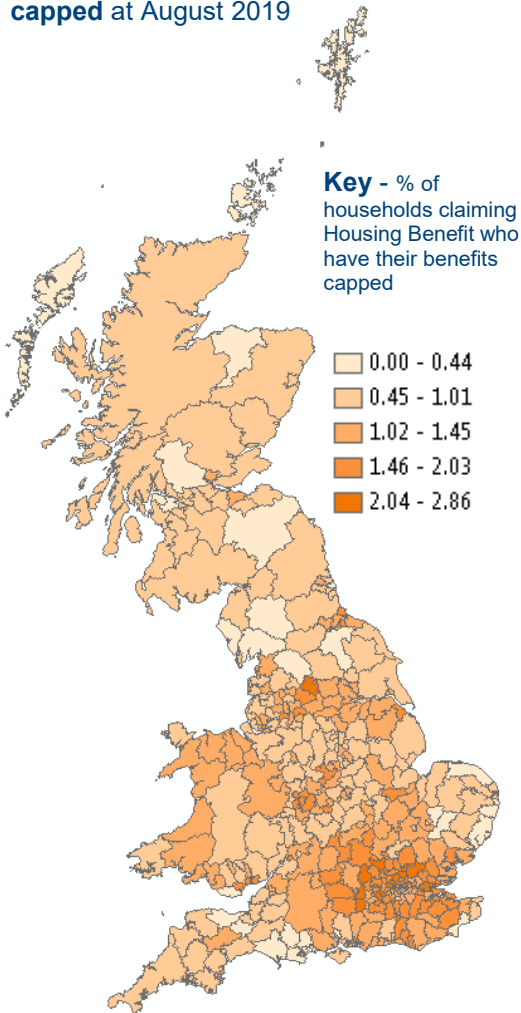 capped at August 2019
Key - % of
households claiming
Housing Benefit who
have their benefits
capped
0.00 - 0.44
0.45 - 1.01
1.02 - 1.45
1.46 - 2.03
2.04 - 2.86